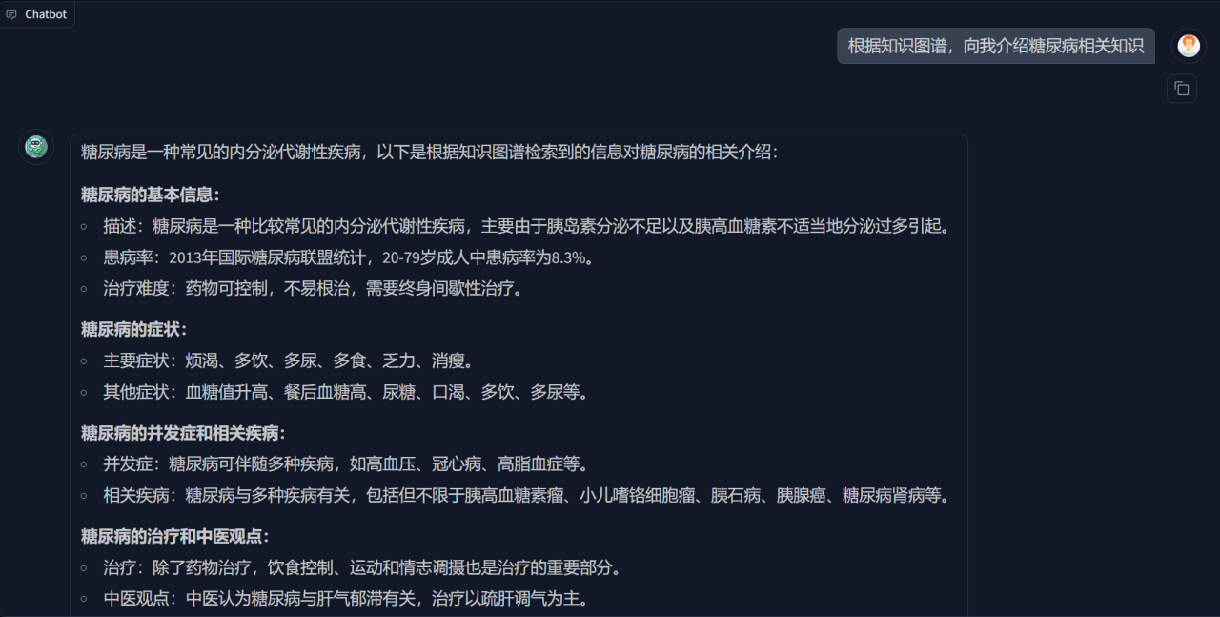 Chatbot
根据知识图谱，向我介绍糖尿病相关知识
糖尿病是一种常见的内分泌代谢性疾病，以下是根据知识图谱检索到的信息对糖尿病的相关介绍：
糖尿病的基本信息：
描述：糖尿病是一种比较常见的内分泌代谢性疾病，主要由于胰岛素分泌不足以及胰高血糖素不适当地分泌过多引起。
患病率：2013年国际糖尿病联盟统计，20-79岁成人中患病率为8.3%。
治疗难度：药物可控制，不易根治，需要终身间歇性治疗。
糖尿病的症状：
主要症状：烦渴、多饮、多尿、多食、乏力、消瘦。
其他症状：血糖值升高、餐后血糖高、尿糖、口渴、多饮、多尿等。
糖尿病的并发症和相关疾病：
并发症：糖尿病可伴随多种疾病，如高血压、冠心病、高脂血症等。
相关疾病：糖尿病与多种疾病有关，包括但不限于胰高血糖素瘤、小儿嗜铬细胞瘤、胰石病、胰腺癌、糖尿病肾病等。
糖尿病的治疗和中医观点：
治疗：除了药物治疗，饮食控制、运动和情志调摄也是治疗的重要部分。
中医观点：中医认为糖尿病与肝气郁滞有关，治疗以疏肝调气为主。